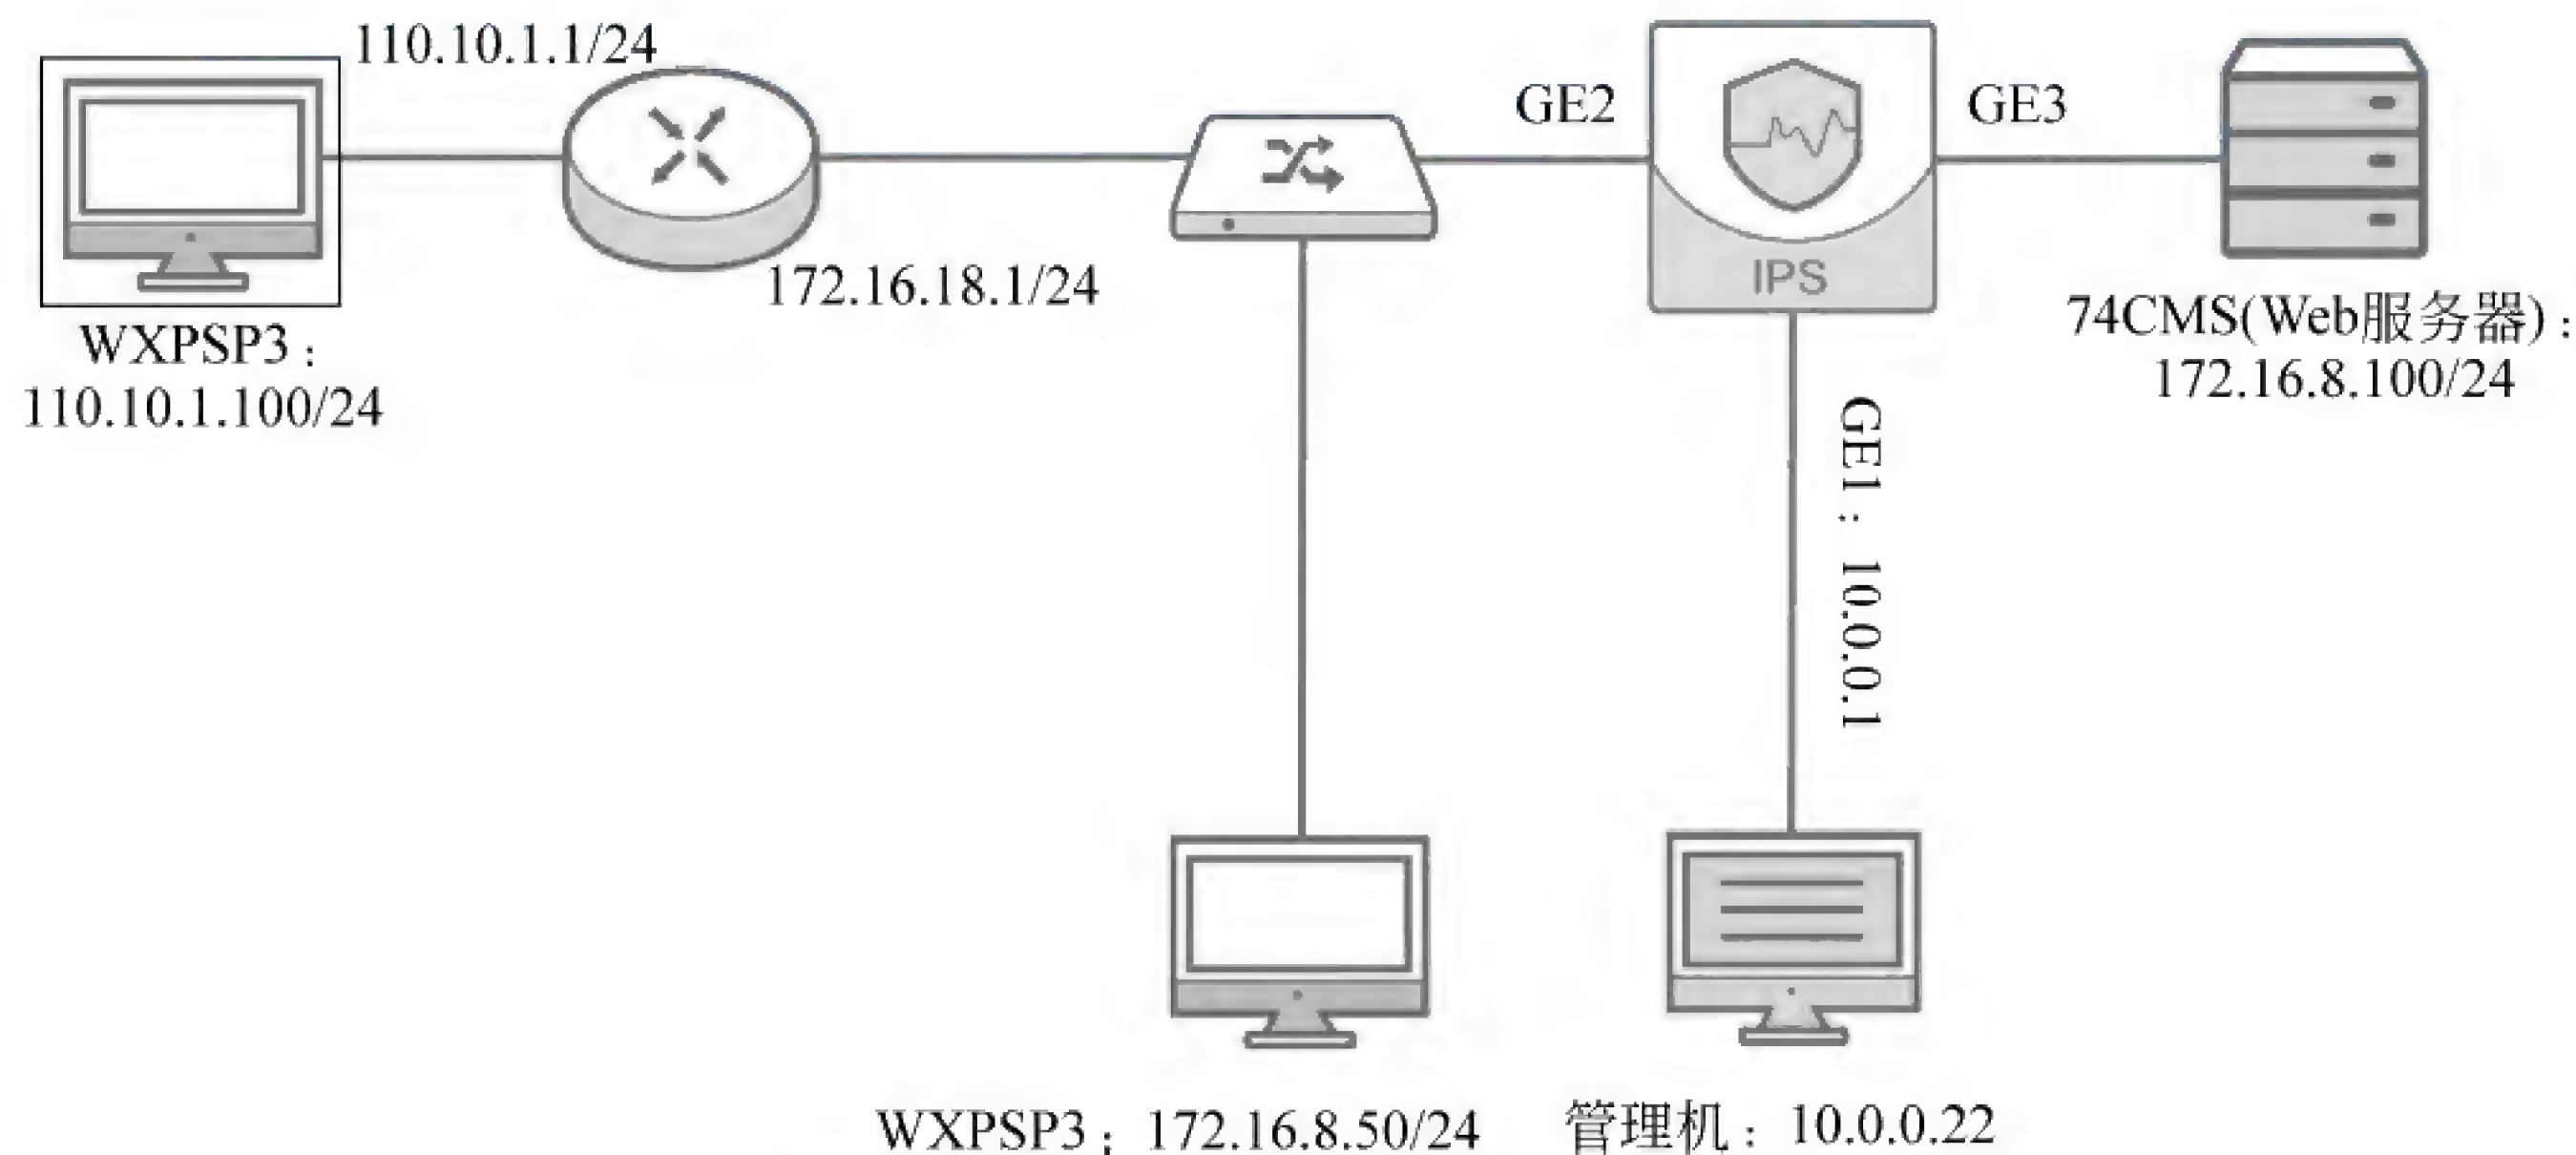 110.10.1.1/24
GE2
GE3
IPS
172.16.18.1/24
WXPSP3：
110.10.1.100/24
74CMS(Web服务器)：
172.16.8.100/24
GE1：10.0.0.1
WXPSP3；172.16.8.50/24
管理机：10.0.0.22